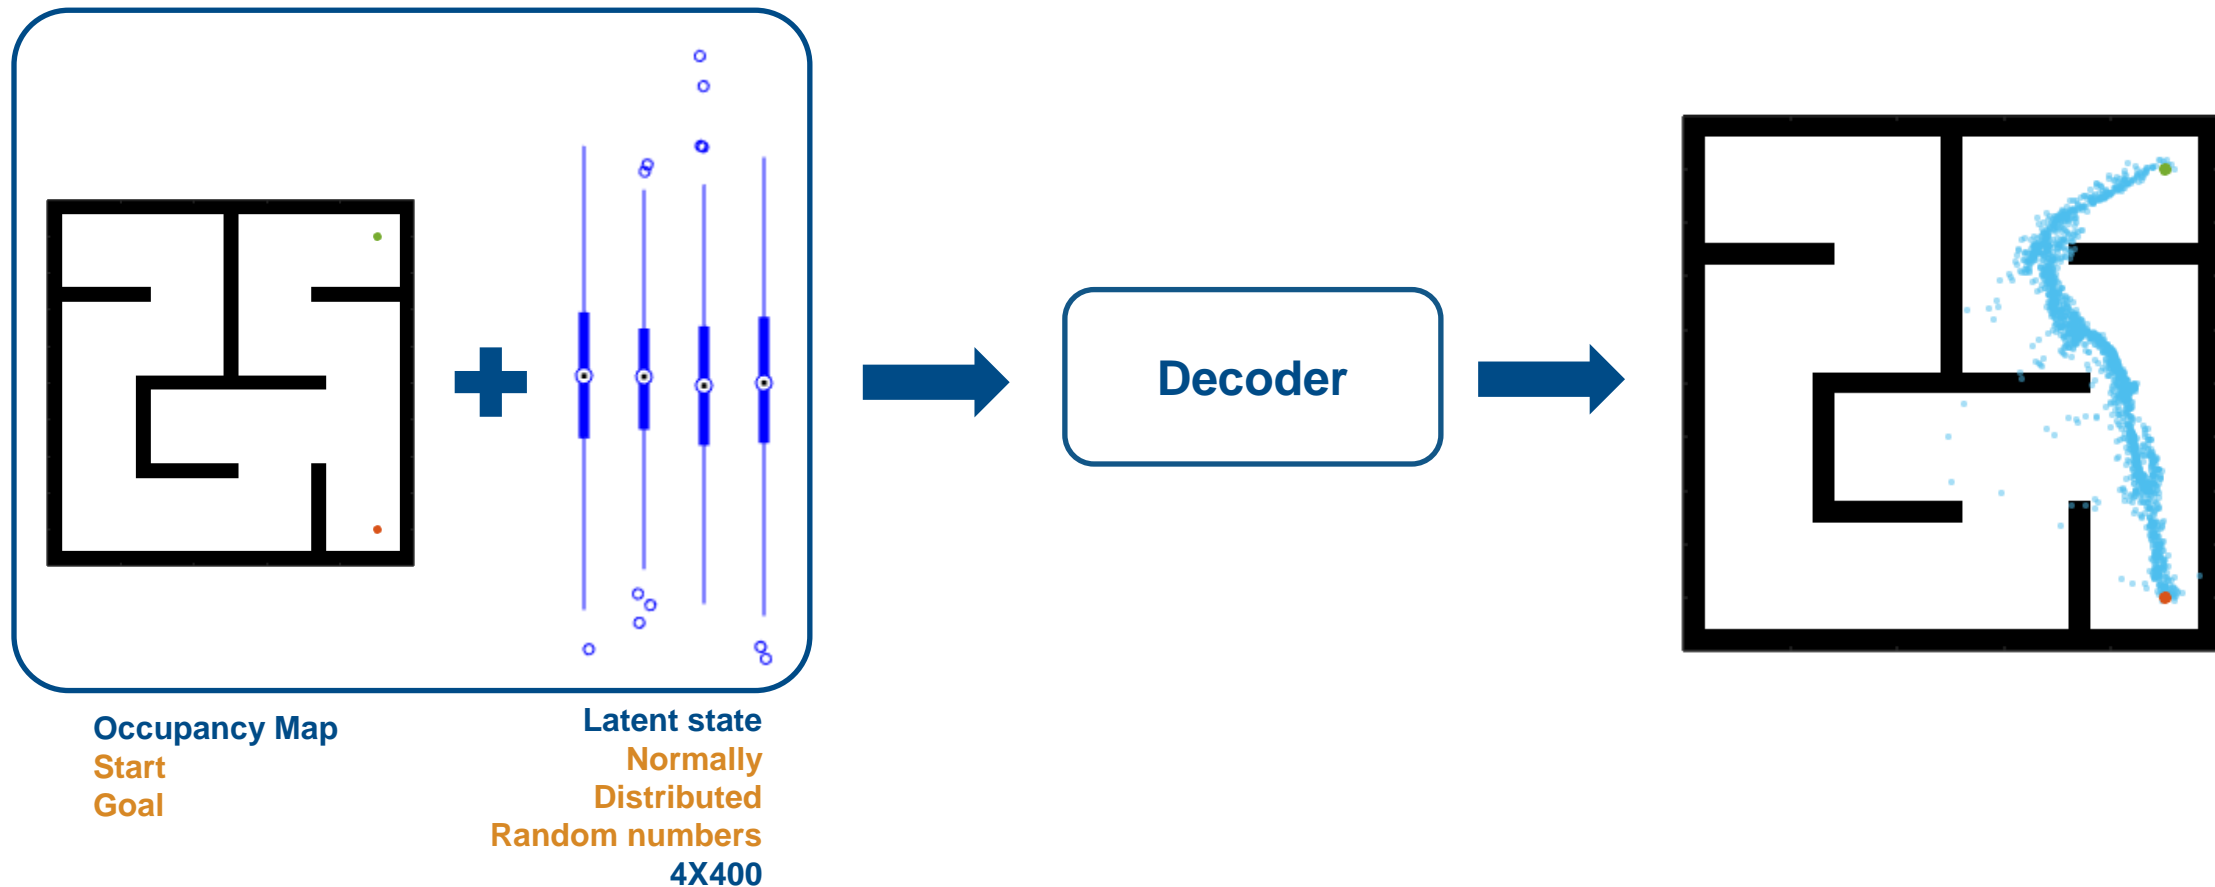 Decoder
Occupancy Map
Start
Goal
Latent state
Normally
Distributed
Random numbers
4X400